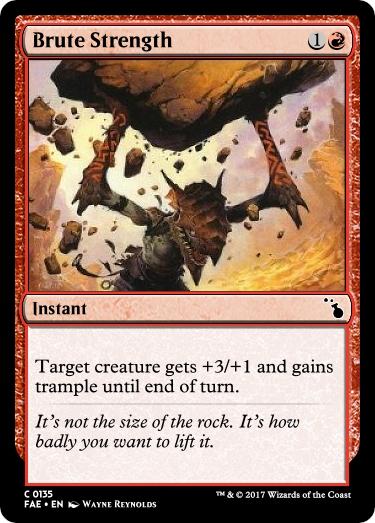 Brute Strength 1
Instant
Target creature gets +3/+1 and gains
trample until end of turn.
It's not the size of the rock. It's how
badly you want to lift it.
C 0135
FAE • EN Wayne Reynolds
™ & © 2017 Wizards of the Coast